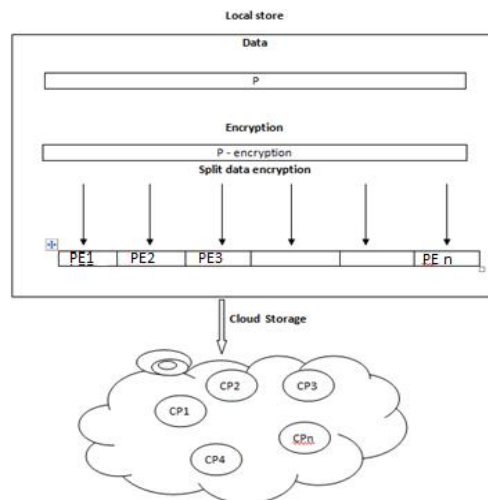 Local store
Data
P
Encryption
P - encryption
Split data encryption
PE1 PE2 PE3 PE n
Cloud Storage
CP2 CP3
CP1
CPn
CP4